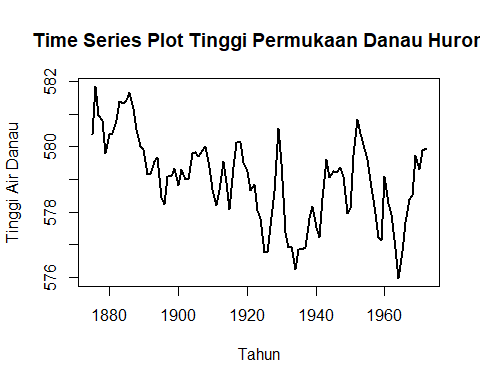 Time Series Plot Tinggi Permukaan Danau Huron
582
580
578
576
Tinggi Air Danau
1880 1900 1920 1940 1960
Tahun